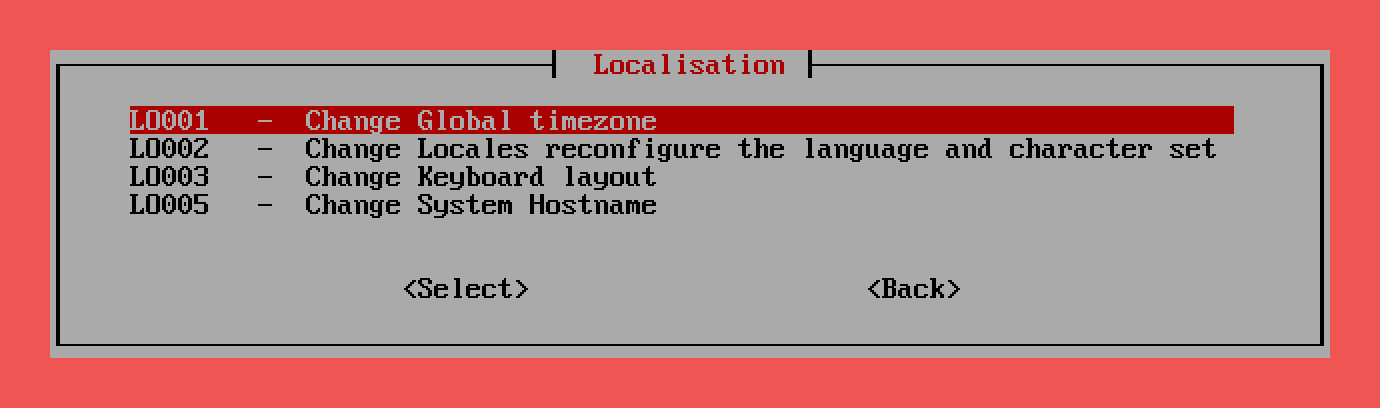 Localisation
LO001   -  Change Global timezone
LO002   -  Change Locales reconfigure the language and character set
LO003   -  Change Keyboard layout
LO005   -  Change System Hostname
<Select>                    <Back>